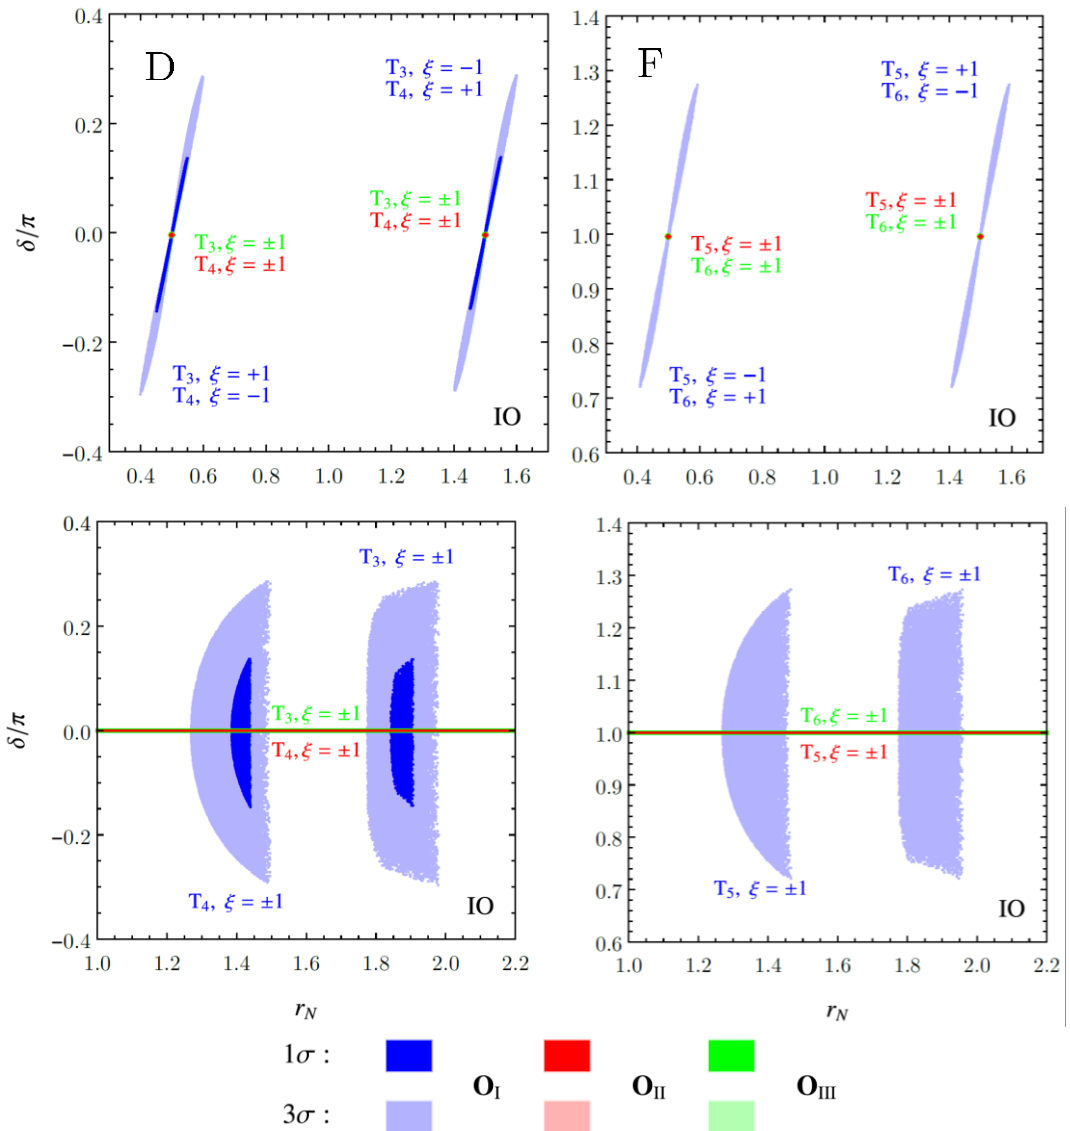 D
T₃, ξ = −1
T₄, ξ = +1
T₃, ξ = ±1
T₄, ξ = ±1
T₃, ξ = ±1
T₄, ξ = ±1
T₃, ξ = +1
T₄, ξ = −1
IO
δ/π
0.4
0.2
0.0
−0.2
−0.4
0.4 0.6 0.8 1.0 1.2 1.4 1.6
F
T₅, ξ = +1
T₆, ξ = −1
T₅, ξ = ±1
T₆, ξ = ±1
T₅, ξ = ±1
T₆, ξ = ±1
T₅, ξ = −1
T₆, ξ = +1
IO
1.4
1.3
1.2
1.1
1.0
0.9
0.8
0.7
0.6
0.4 0.6 0.8 1.0 1.2 1.4 1.6
T₃, ξ = ±1
T₃, ξ = ±1
T₄, ξ = ±1
T₄, ξ = ±1
IO
δ/π
0.4
0.2
0.0
−0.2
−0.4
1.0 1.2 1.4 1.6 1.8 2.0 2.2
r_N
T₆, ξ = ±1
T₆, ξ = ±1
T₅, ξ = ±1
T₅, ξ = ±1
IO
1.4
1.3
1.2
1.1
1.0
0.9
0.8
0.7
0.6
1.0 1.2 1.4 1.6 1.8 2.0 2.2
r_N
1σ :
O_I O_II O_III
3σ :